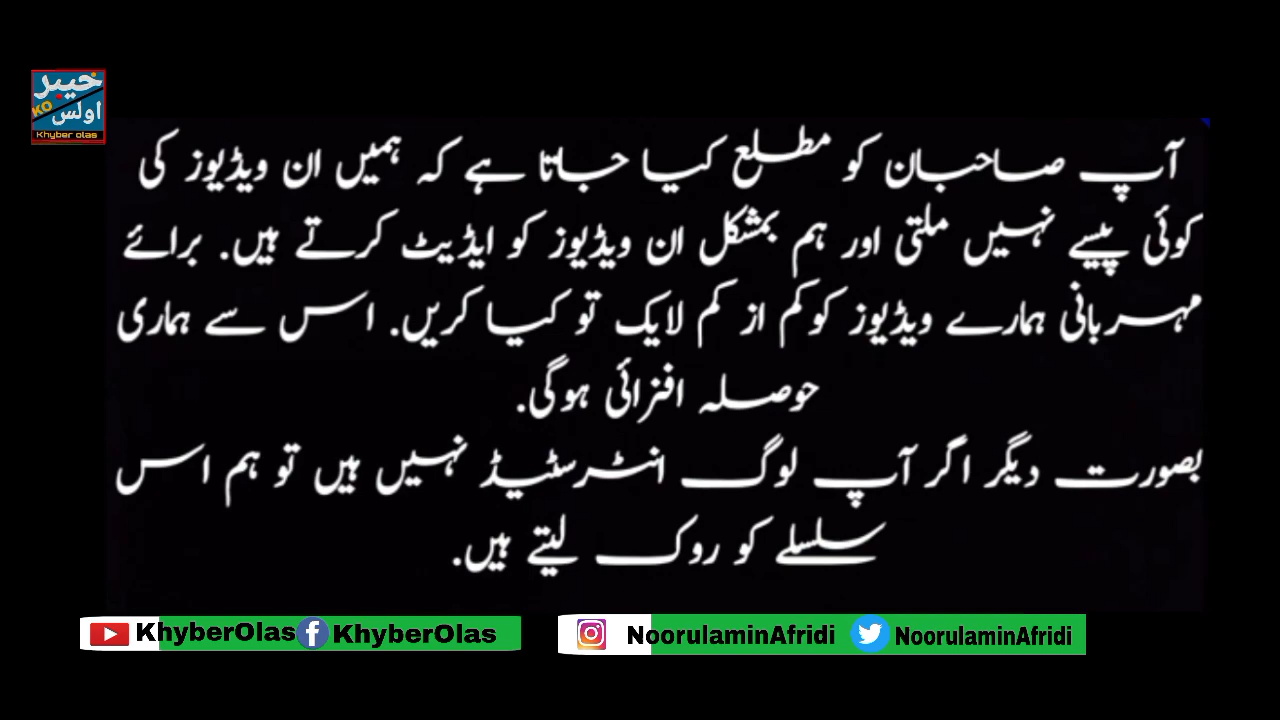 خیبر
اولس
KO
Khyber olas
آپ صاحبان کو مطلع کیا جاتا ہے کہ ہمیں ان ویڈیوز کی
کوئی پیسے نہیں ملتی اور ہم بمشکل ان ویڈیوز کو ایڈیٹ کرتے ہیں. برائے
مہربانی ہمارے ویڈیوز کو کم از کم لایک تو کیا کریں. اس سے ہماری
حوصلہ افزائی ہوگی.
بصورت دیگر اگر آپ لوگ انٹرسٹیڈ نہیں ہیں تو ہم اس
سلسلے کو روک لیتے ہیں.
KhyberOlas KhyberOlas NoorulaminAfridi NoorulaminAfridi